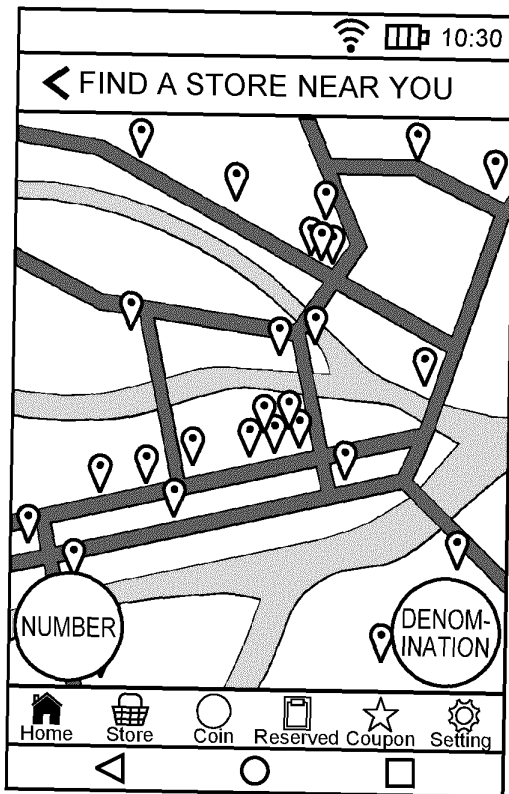 10:30
FIND A STORE NEAR YOU
NUMBER
DENOM-
INATION
Home Store Coin Reserved Coupon Setting